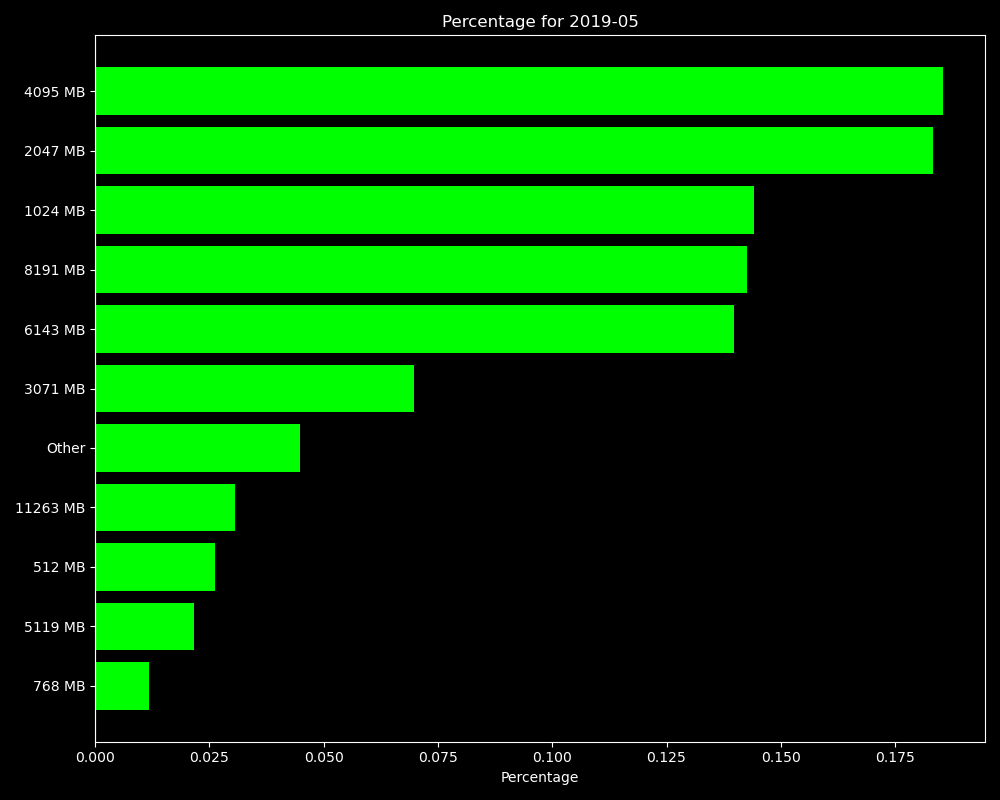 Percentage for 2019-05
4095 MB
2047 MB
1024 MB
8191 MB
6143 MB
3071 MB
Other
11263 MB
512 MB
5119 MB
768 MB
0.000 0.025 0.050 0.075 0.100 0.125 0.150 0.175
Percentage